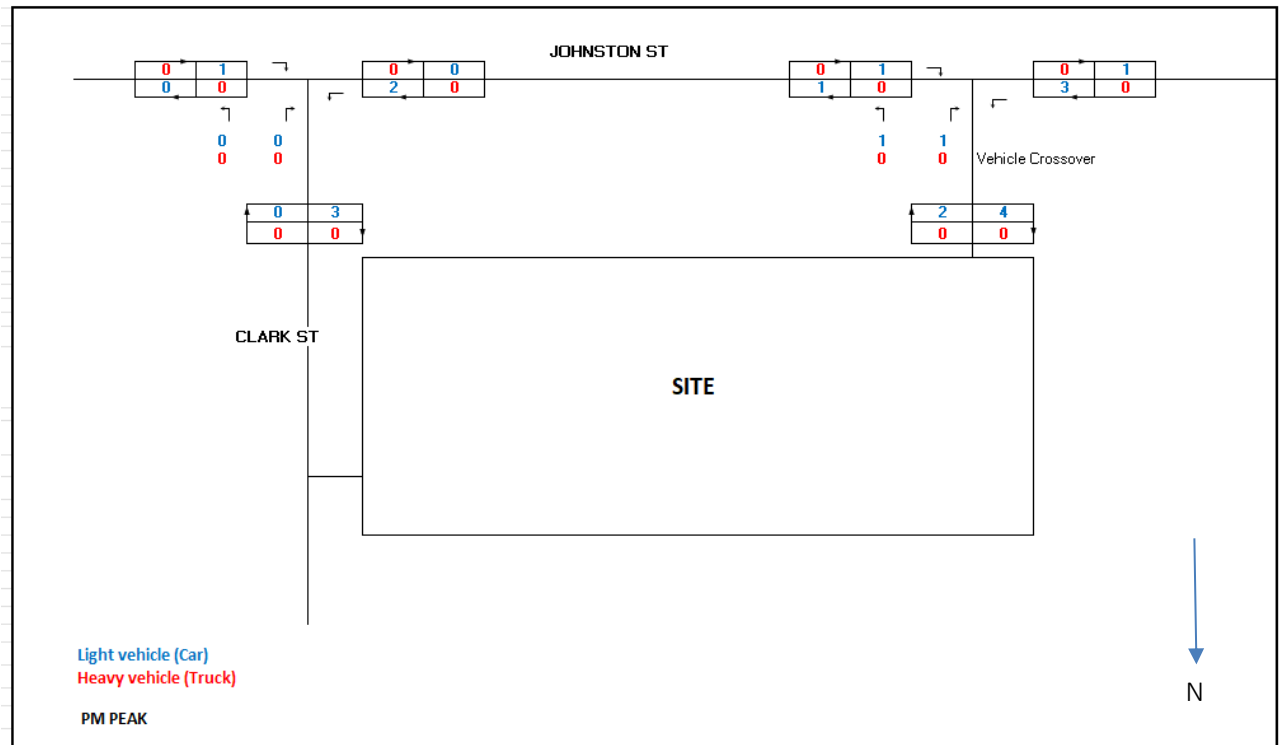 JOHNSTON ST
0 1 0 0 0 1 0 1
0 0 2 0 1 0 3 0
0 0 1 1
0 0 0 0 Vehicle Crossover
0 3 2 4
0 0 0 0
CLARK ST
SITE
Light vehicle (Car)
Heavy vehicle (Truck)
N
PM PEAK